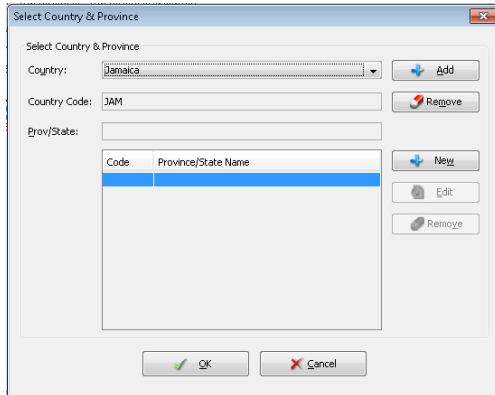 Select Country & Province
Select Country & Province
Country: Jamaica Add
Country Code: JAM Remove
Prov/State:
Code Province/State Name New
Edit
Remove
OK Cancel